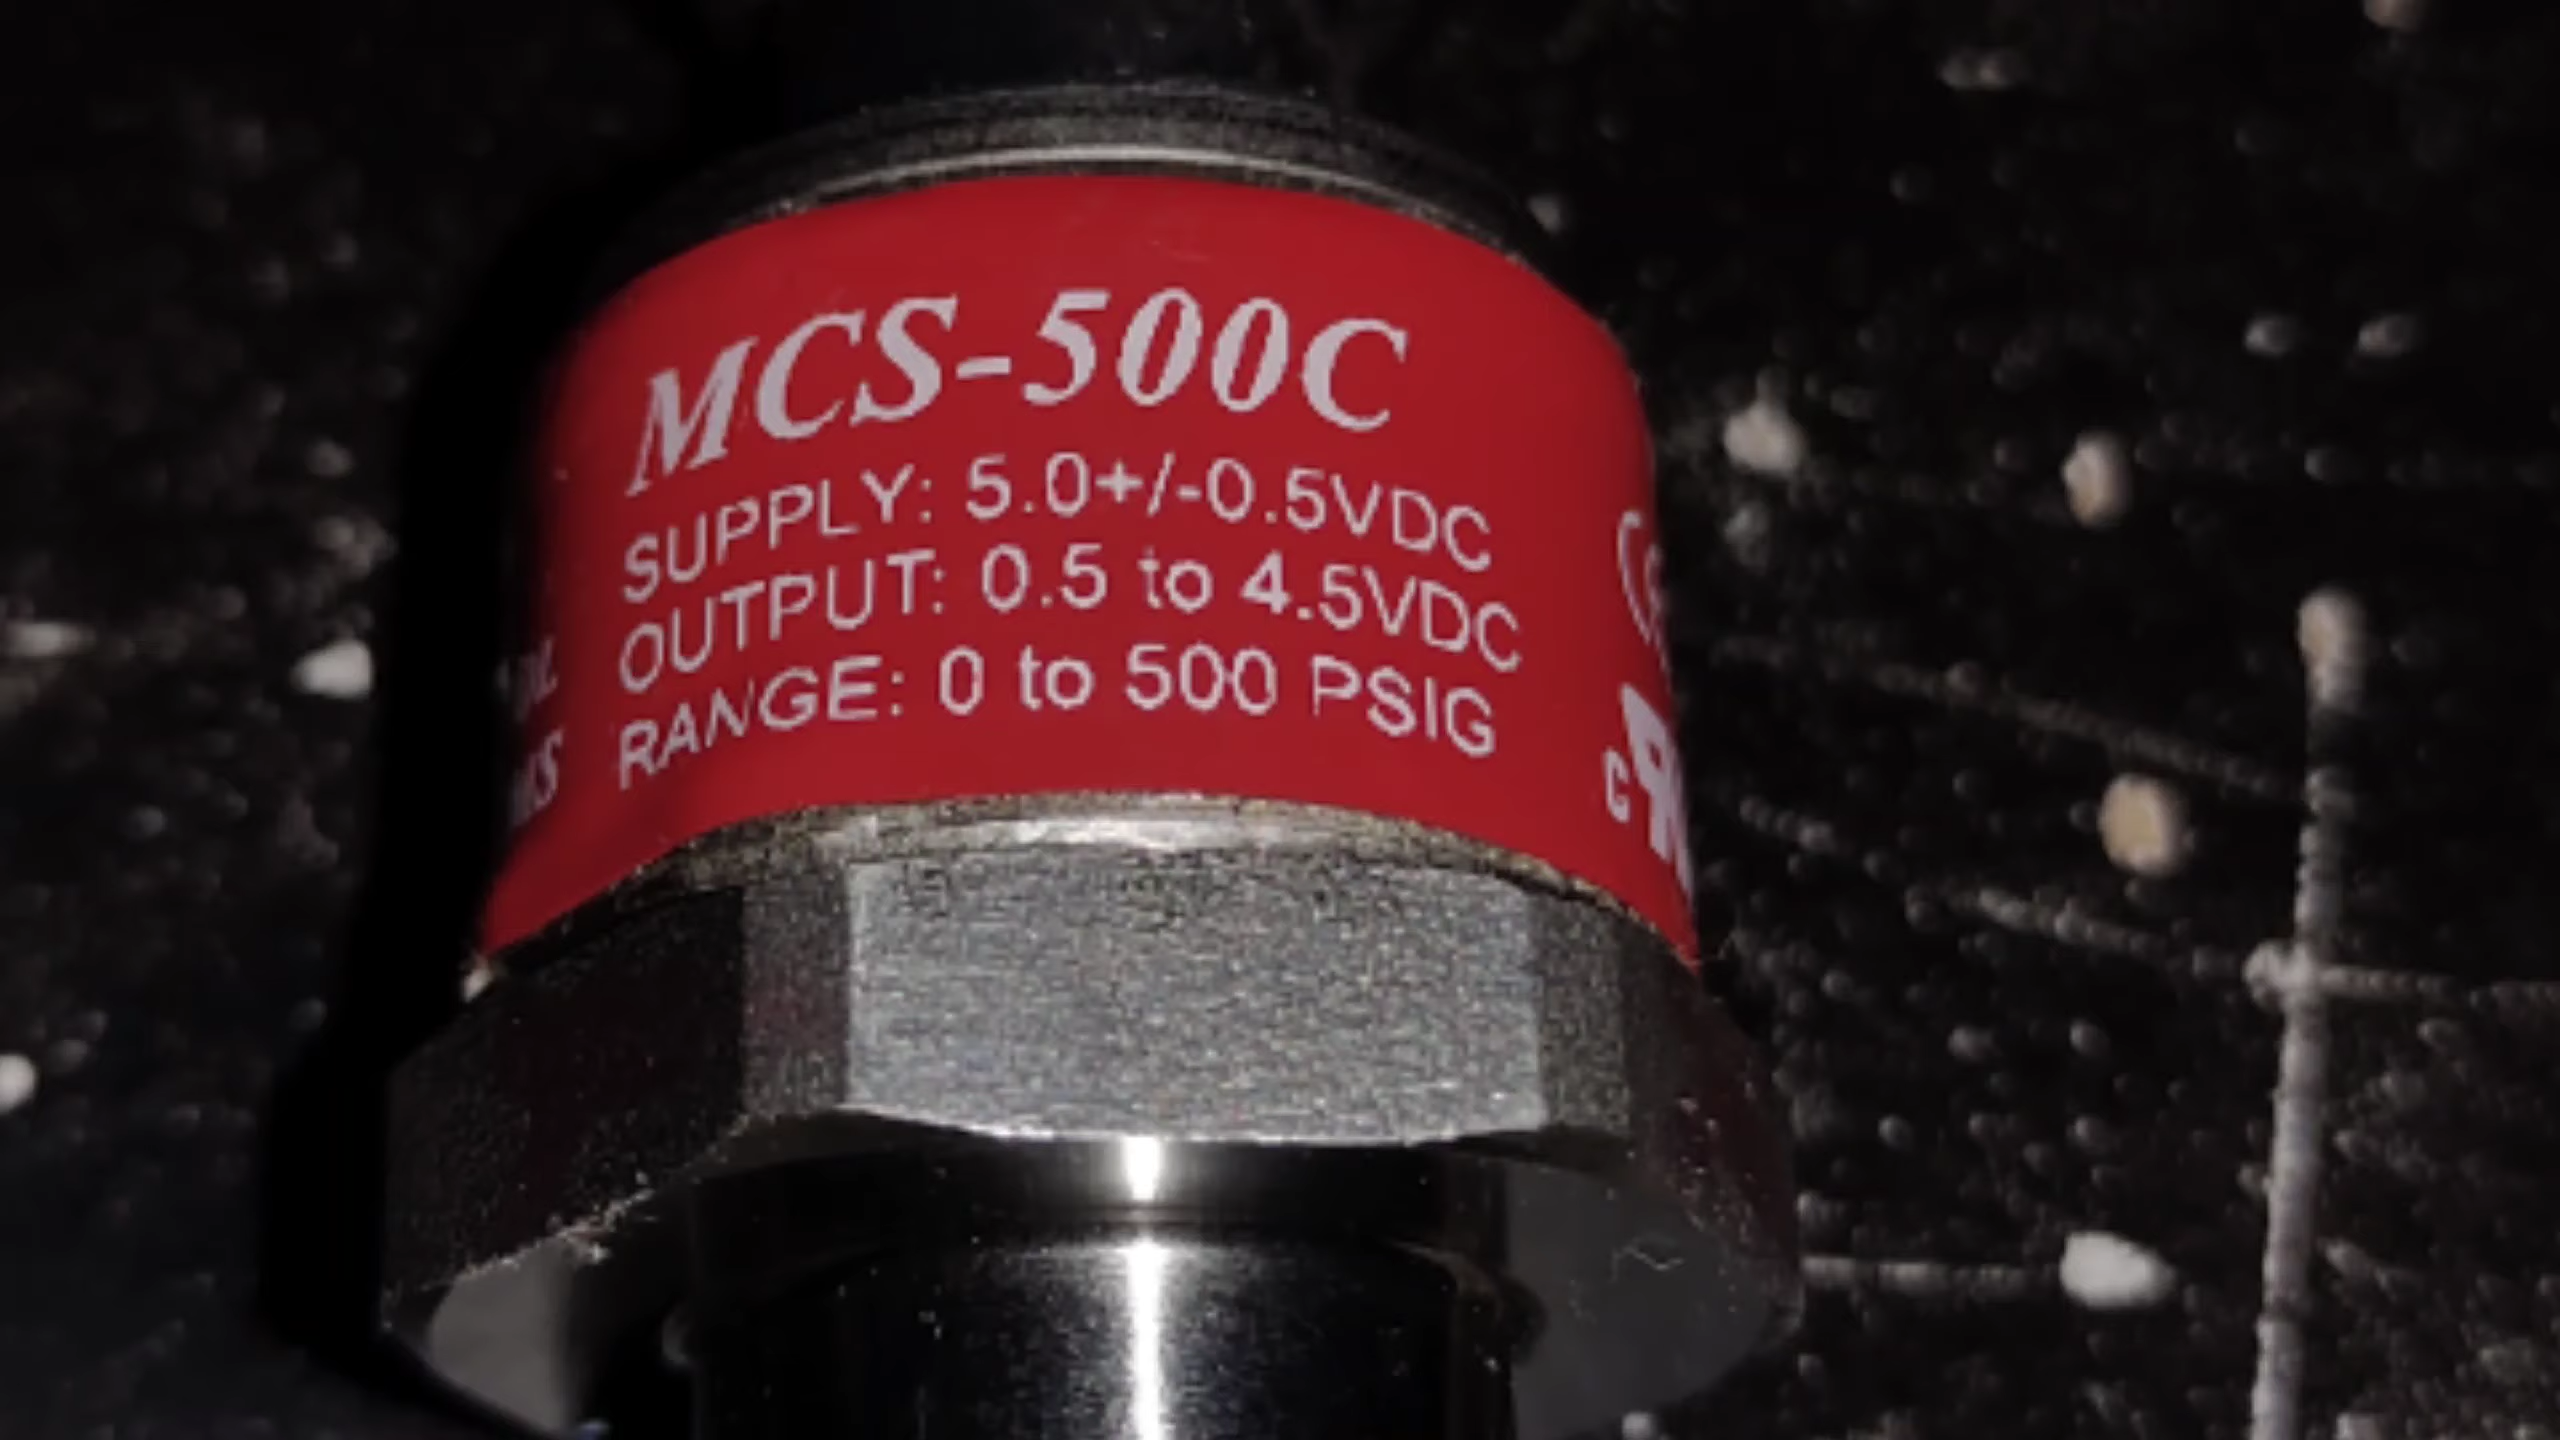 MCS-500C
SUPPLY: 5.0+/-0.5VDC
OUTPUT: 0.5 to 4.5VDC
RANGE: 0 to 500 PSIG